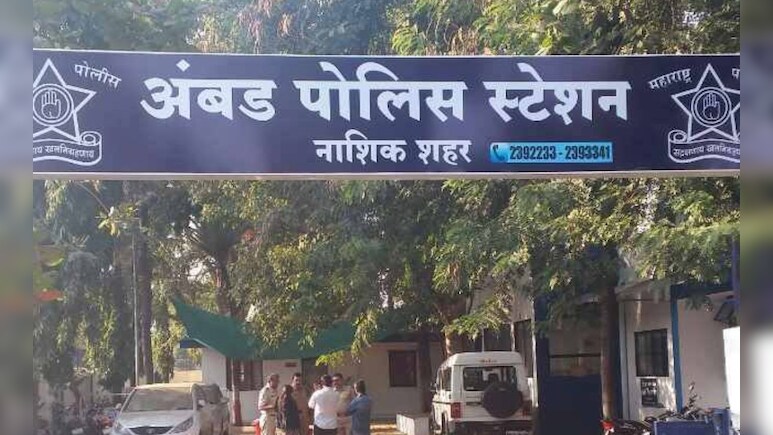 पोलीस
महाराष्ट्र
अंबड पोलिस स्टेशन
नाशिक शहर 2392233 - 2393341